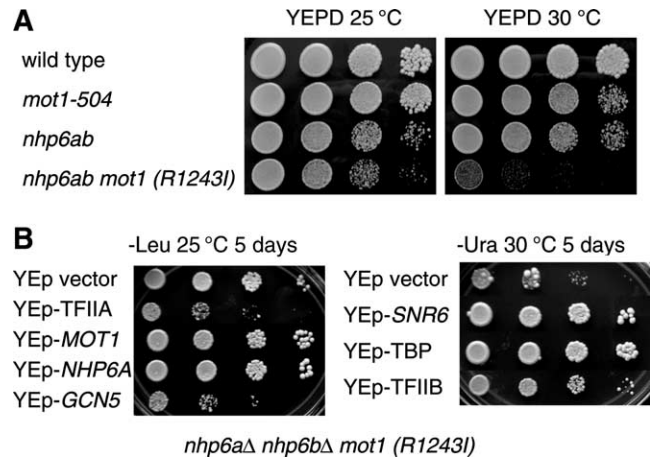 A
YEPD 25 °C
YEPD 30 °C
wild type
mot1-504
nhp6ab
nhp6ab mot1 (R1243I)
B
-Leu 25 °C 5 days
YEp vector
YEp-TFIIA
YEp-MOT1
YEp-NHP6A
YEp-GCN5
-Ura 30 °C 5 days
YEp vector
YEp-SNR6
YEp-TBP
YEp-TFIIB
nhp6aΔ nhp6bΔ mot1 (R1243I)